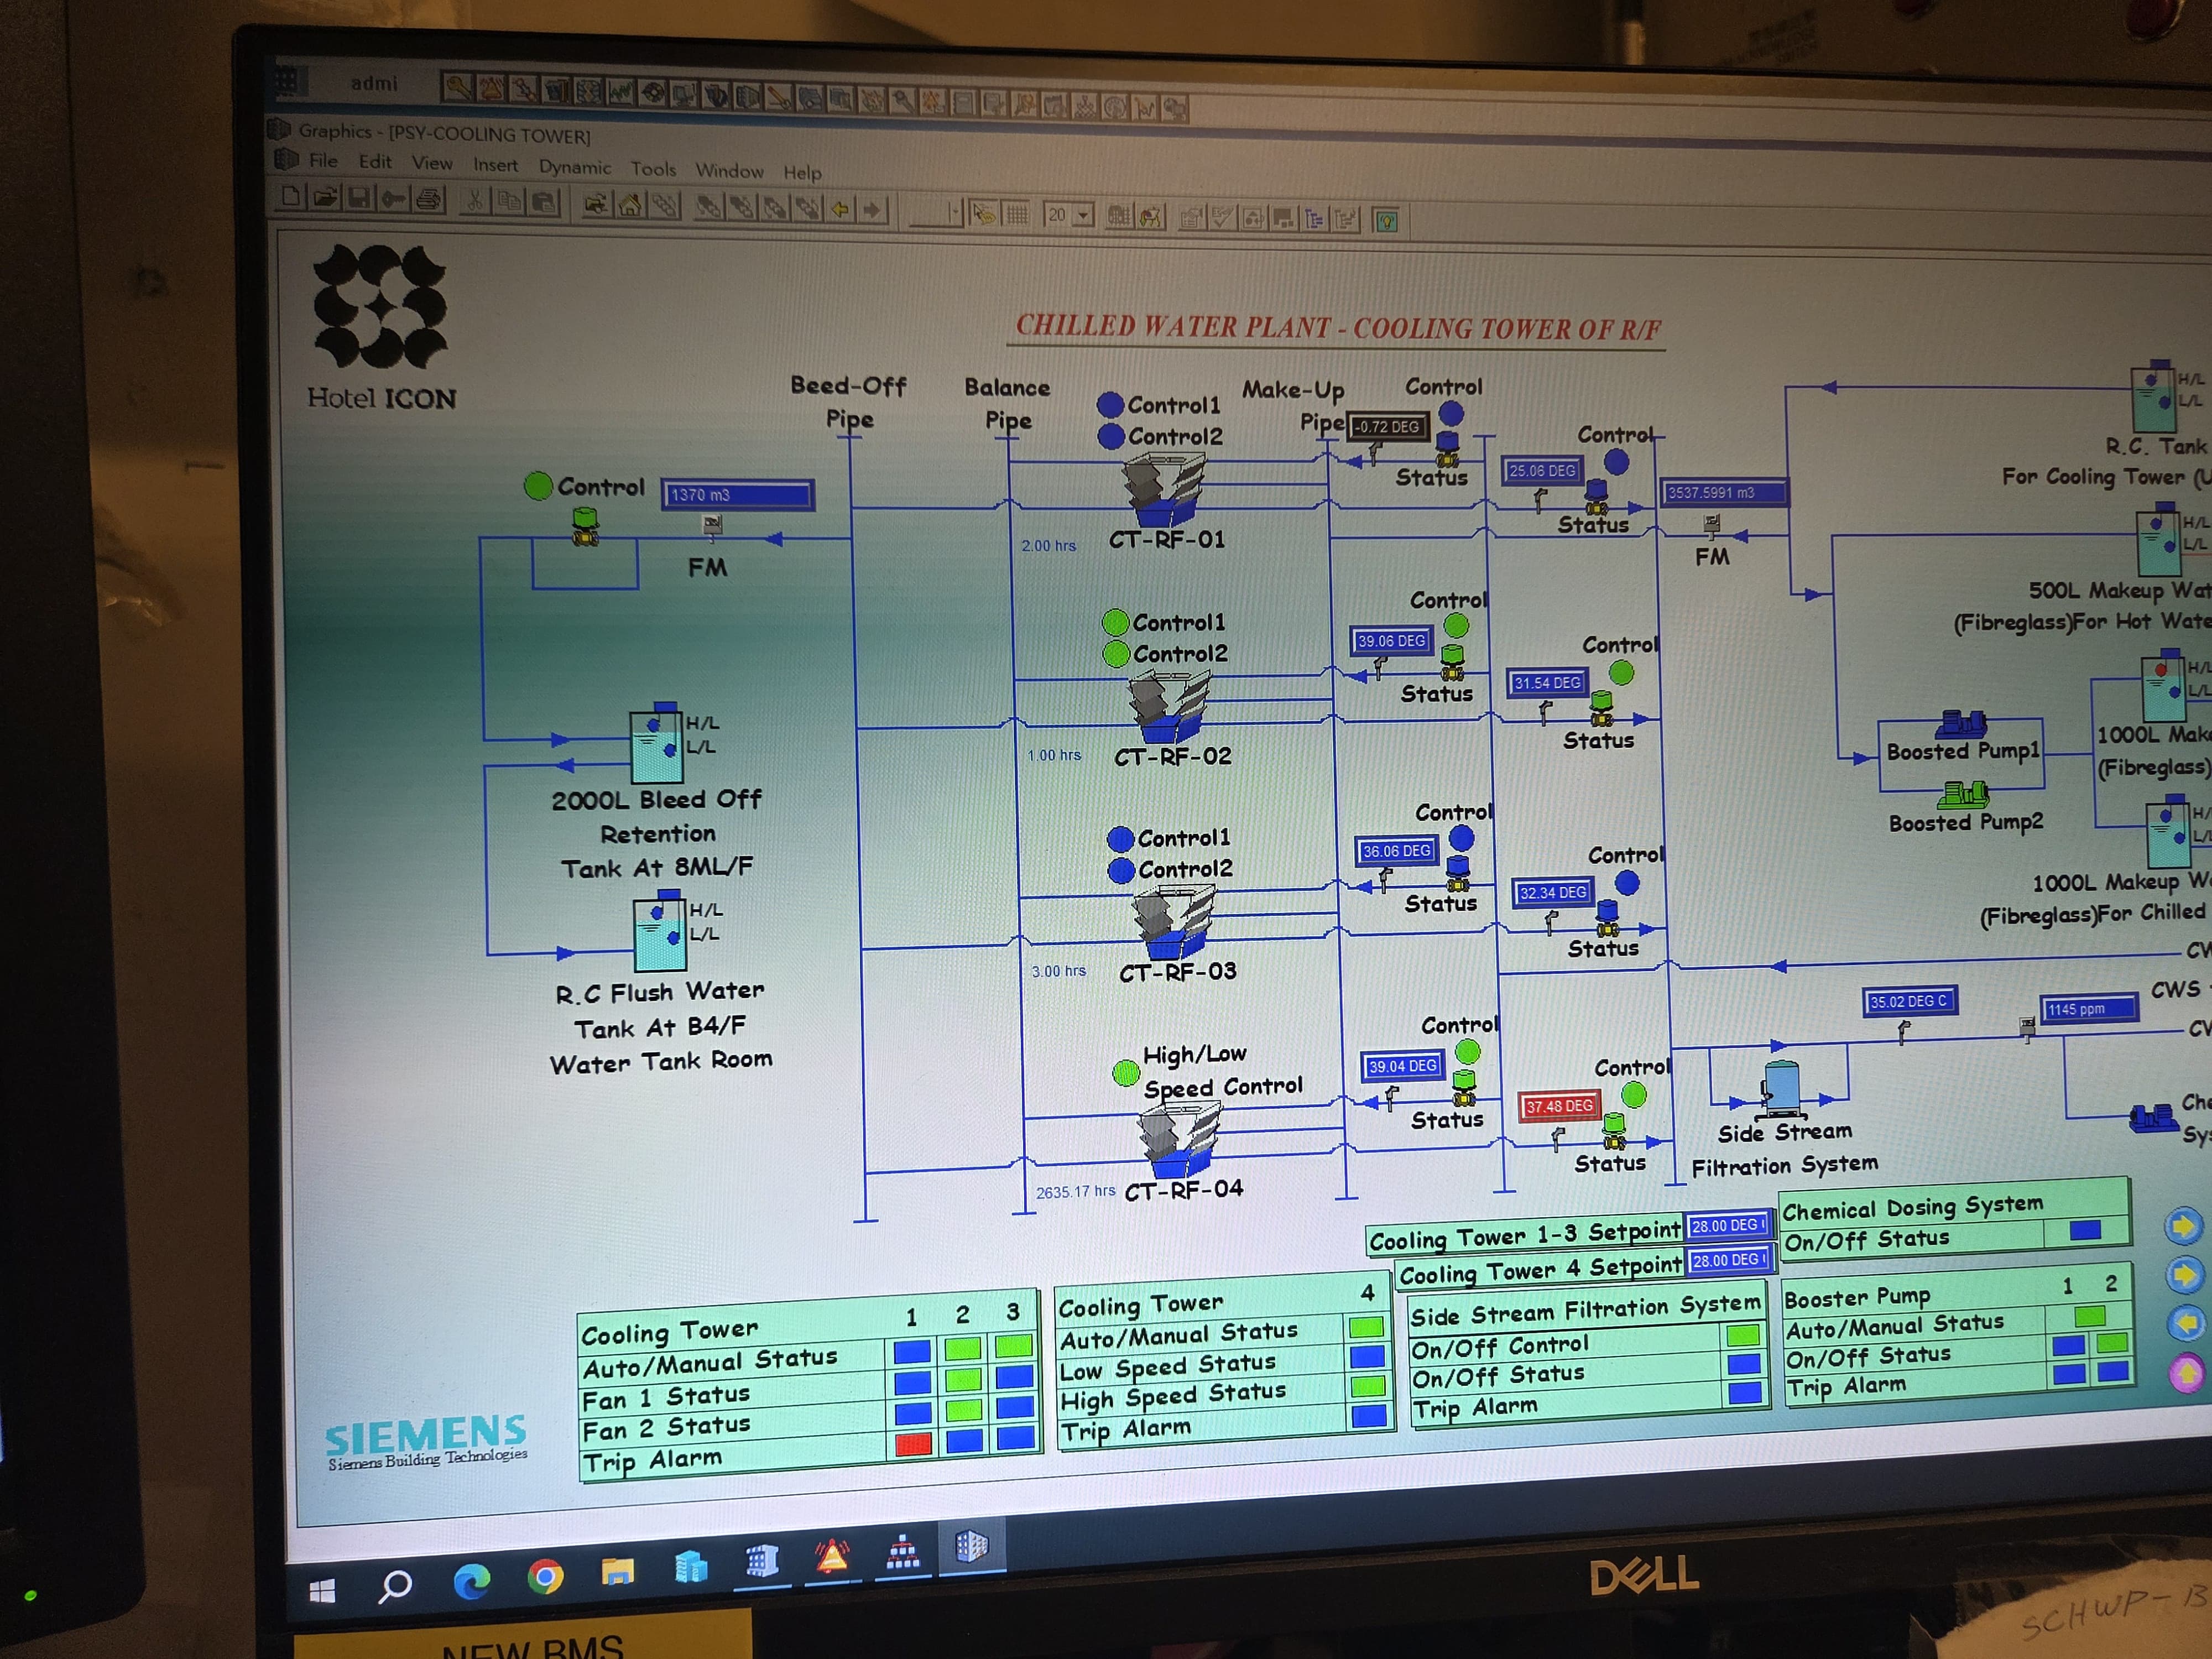 admi
Graphics - [PSY-COOLING TOWER]
File Edit View Insert Dynamic Tools Window Help
20
Hotel ICON
CHILLED WATER PLANT - COOLING TOWER OF R/F
Beed-Off
Pipe
Balance
Pipe
Control1
Control2
Make-Up
Pipe
-0.72 DEG
Control
Status
25.06 DEG
Control
Status
3537.5991 m3
FM
H/L
L/L
R.C. Tank
For Cooling Tower (U
Control
1370 m3
FM
2.00 hrs
CT-RF-01
H/L
L/L
500L Makeup Wat
(Fibreglass)For Hot Wate
Control1
Control2
39.06 DEG
Control
Status
31.54 DEG
Control
Status
1.00 hrs
CT-RF-02
H/L
L/L
1000L Make
(Fibreglass)
Boosted Pump1
Boosted Pump2
H/L
L/L
2000L Bleed Off
Retention
Tank At 8ML/F
Control1
Control2
36.06 DEG
Control
Status
32.34 DEG
Control
Status
3.00 hrs
CT-RF-03
1000L Makeup W
(Fibreglass)For Chilled
H/L
L/L
R.C Flush Water
Tank At B4/F
Water Tank Room
High/Low
Speed Control
39.04 DEG
Control
Status
37.48 DEG
Control
Status
2635.17 hrs
CT-RF-04
CWS
35.02 DEG C
1145 ppm
Side Stream
Filtration System
Che
Sys
Cooling Tower 1-3 Setpoint 28.00 DEG
Cooling Tower 4 Setpoint 28.00 DEG
Chemical Dosing System
On/Off Status
Cooling Tower 1 2 3
Auto/Manual Status
Fan 1 Status
Fan 2 Status
Trip Alarm
Cooling Tower 4
Auto/Manual Status
Low Speed Status
High Speed Status
Trip Alarm
Side Stream Filtration System
On/Off Control
On/Off Status
Trip Alarm
Booster Pump 1 2
Auto/Manual Status
On/Off Status
Trip Alarm
SIEMENS
Siemens Building Technologies
DELL
NEW BMS
SCHWP-B